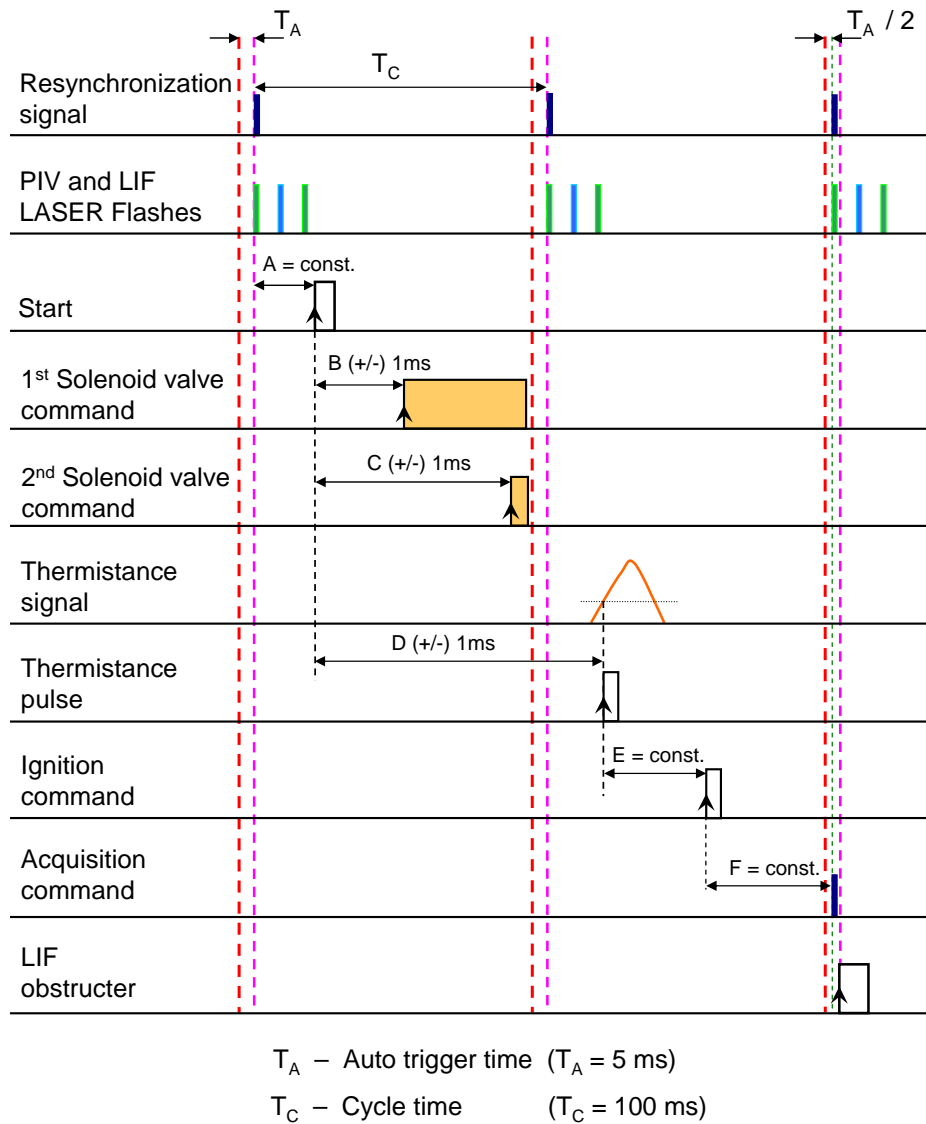 T_A
T_A / 2
T_C
Resynchronization
signal
PIV and LIF
LASER Flashes
A = const.
Start
B (+/-) 1ms
1st Solenoid valve
command
C (+/-) 1ms
2nd Solenoid valve
command
Thermistance
signal
D (+/-) 1ms
Thermistance
pulse
E = const.
Ignition
command
Acquisition
command
F = const.
LIF
obstructer
T_A – Auto trigger time (T_A = 5 ms)
T_C – Cycle time (T_C = 100 ms)